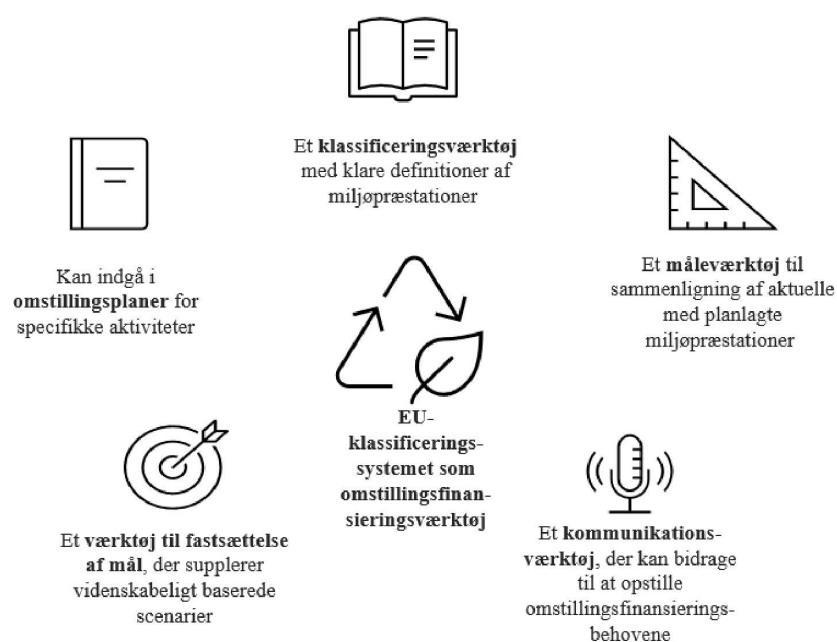 Et klassificeringsværktøj
med klare definitioner af
miljøpræstationer
Kan indgå i
omstillingsplaner for
specifikke aktiviteter
Et måleværktøj til
sammenligning af aktuelle
med planlagte
miljøpræstationer
EU-
klassificerings-
systemet som
omstillingsfinan-
sieringsværktøj
Et værktøj til fastsættelse
af mål, der supplerer
videnskabeligt baserede
scenarier
Et kommunikations-
værktøj, der kan bidrage
til at opstille
omstillingsfinansierings-
behovene